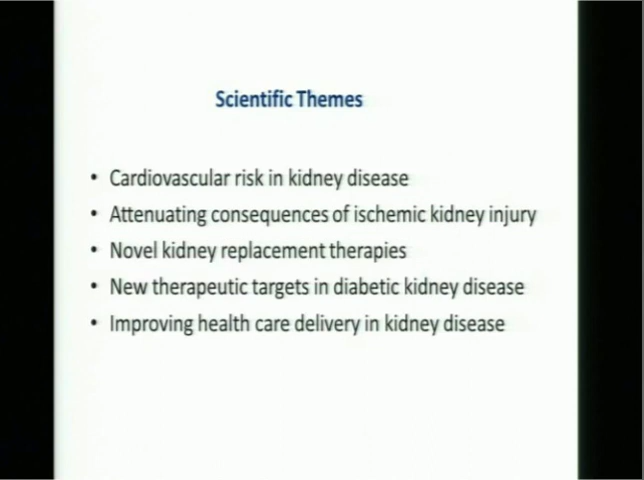 Scientific Themes
• Cardiovascular risk in kidney disease
• Attenuating consequences of ischemic kidney injury
• Novel kidney replacement therapies
• New therapeutic targets in diabetic kidney disease
• Improving health care delivery in kidney disease